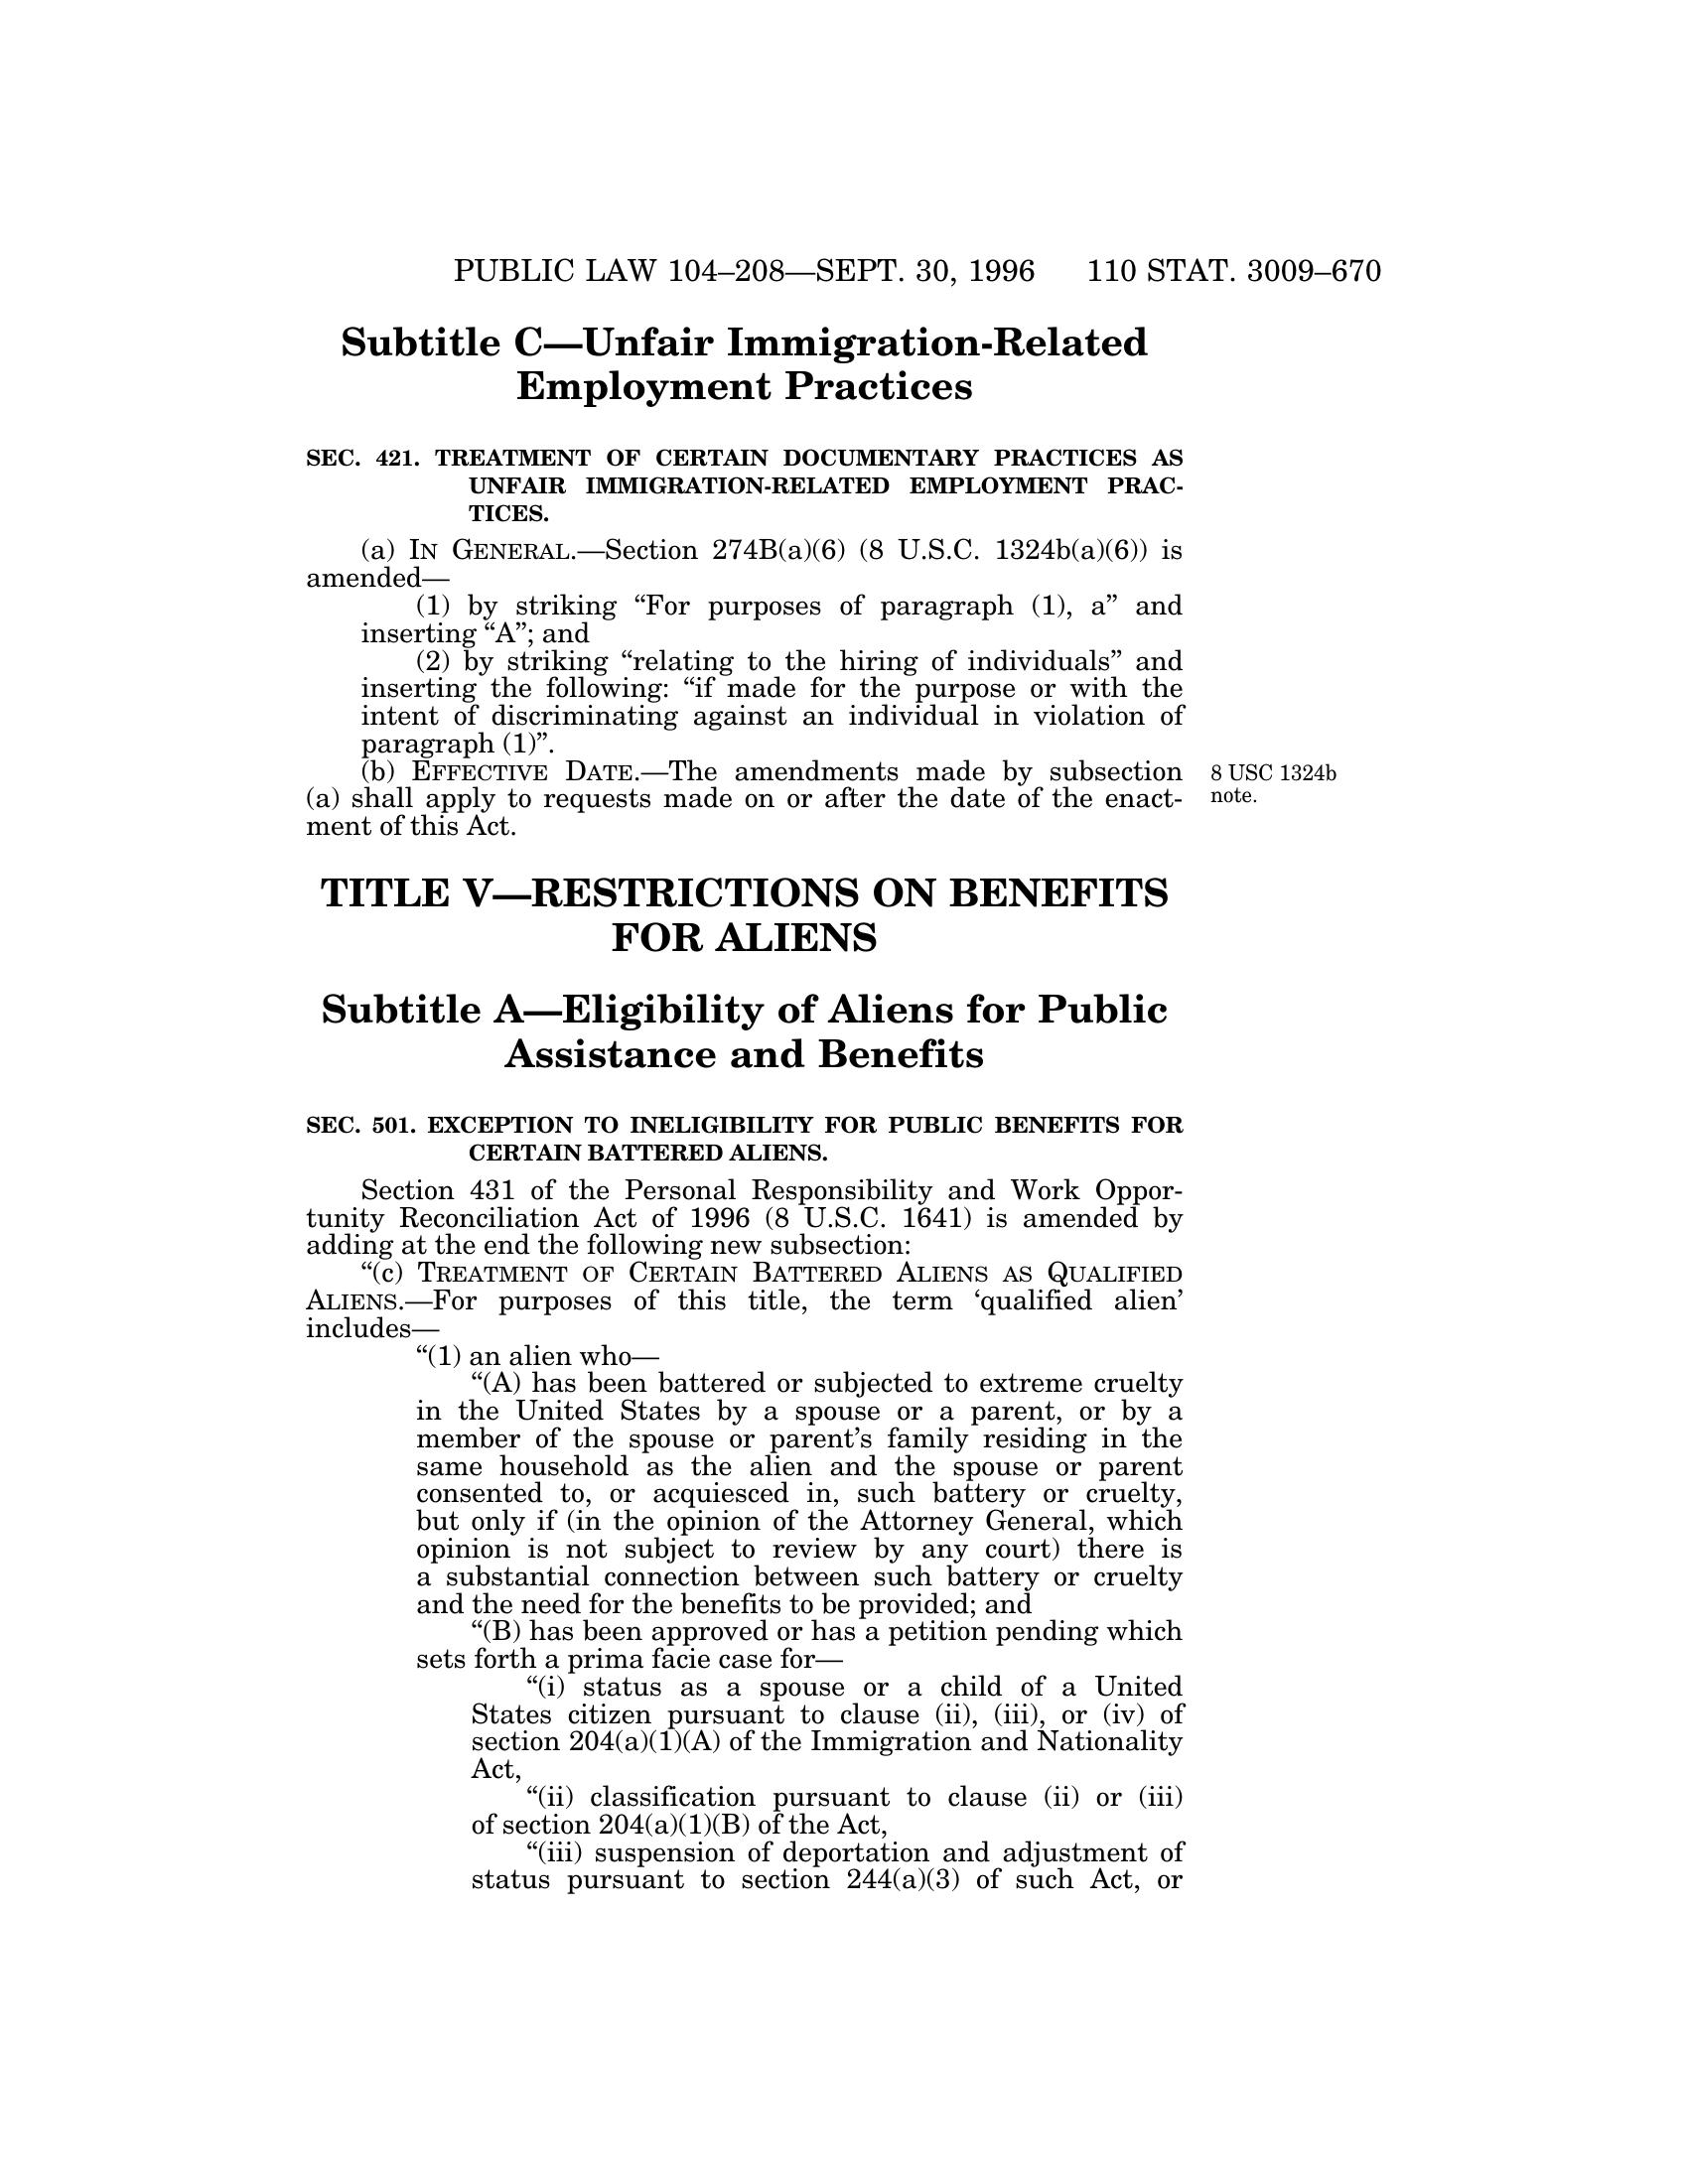 PUBLIC LAW 104–208—SEPT. 30, 1996 110 STAT. 3009–670
Subtitle C—Unfair Immigration-Related
Employment Practices
SEC. 421. TREATMENT OF CERTAIN DOCUMENTARY PRACTICES AS
UNFAIR IMMIGRATION-RELATED EMPLOYMENT PRAC-
TICES.
(a) IN GENERAL.—Section 274B(a)(6) (8 U.S.C. 1324b(a)(6)) is
amended—
(1) by striking “For purposes of paragraph (1), a” and
inserting “A”; and
(2) by striking “relating to the hiring of individuals” and
inserting the following: “if made for the purpose or with the
intent of discriminating against an individual in violation of
paragraph (1)”.
(b) EFFECTIVE DATE.—The amendments made by subsection
(a) shall apply to requests made on or after the date of the enact-
ment of this Act.
8 USC 1324b
note.
TITLE V—RESTRICTIONS ON BENEFITS
FOR ALIENS
Subtitle A—Eligibility of Aliens for Public
Assistance and Benefits
SEC. 501. EXCEPTION TO INELIGIBILITY FOR PUBLIC BENEFITS FOR
CERTAIN BATTERED ALIENS.
Section 431 of the Personal Responsibility and Work Oppor-
tunity Reconciliation Act of 1996 (8 U.S.C. 1641) is amended by
adding at the end the following new subsection:
“(c) TREATMENT OF CERTAIN BATTERED ALIENS AS QUALIFIED
ALIENS.—For purposes of this title, the term ‘qualified alien’
includes—
“(1) an alien who—
“(A) has been battered or subjected to extreme cruelty
in the United States by a spouse or a parent, or by a
member of the spouse or parent’s family residing in the
same household as the alien and the spouse or parent
consented to, or acquiesced in, such battery or cruelty,
but only if (in the opinion of the Attorney General, which
opinion is not subject to review by any court) there is
a substantial connection between such battery or cruelty
and the need for the benefits to be provided; and
“(B) has been approved or has a petition pending which
sets forth a prima facie case for—
“(i) status as a spouse or a child of a United
States citizen pursuant to clause (ii), (iii), or (iv) of
section 204(a)(1)(A) of the Immigration and Nationality
Act,
“(ii) classification pursuant to clause (ii) or (iii)
of section 204(a)(1)(B) of the Act,
“(iii) suspension of deportation and adjustment of
status pursuant to section 244(a)(3) of such Act, or